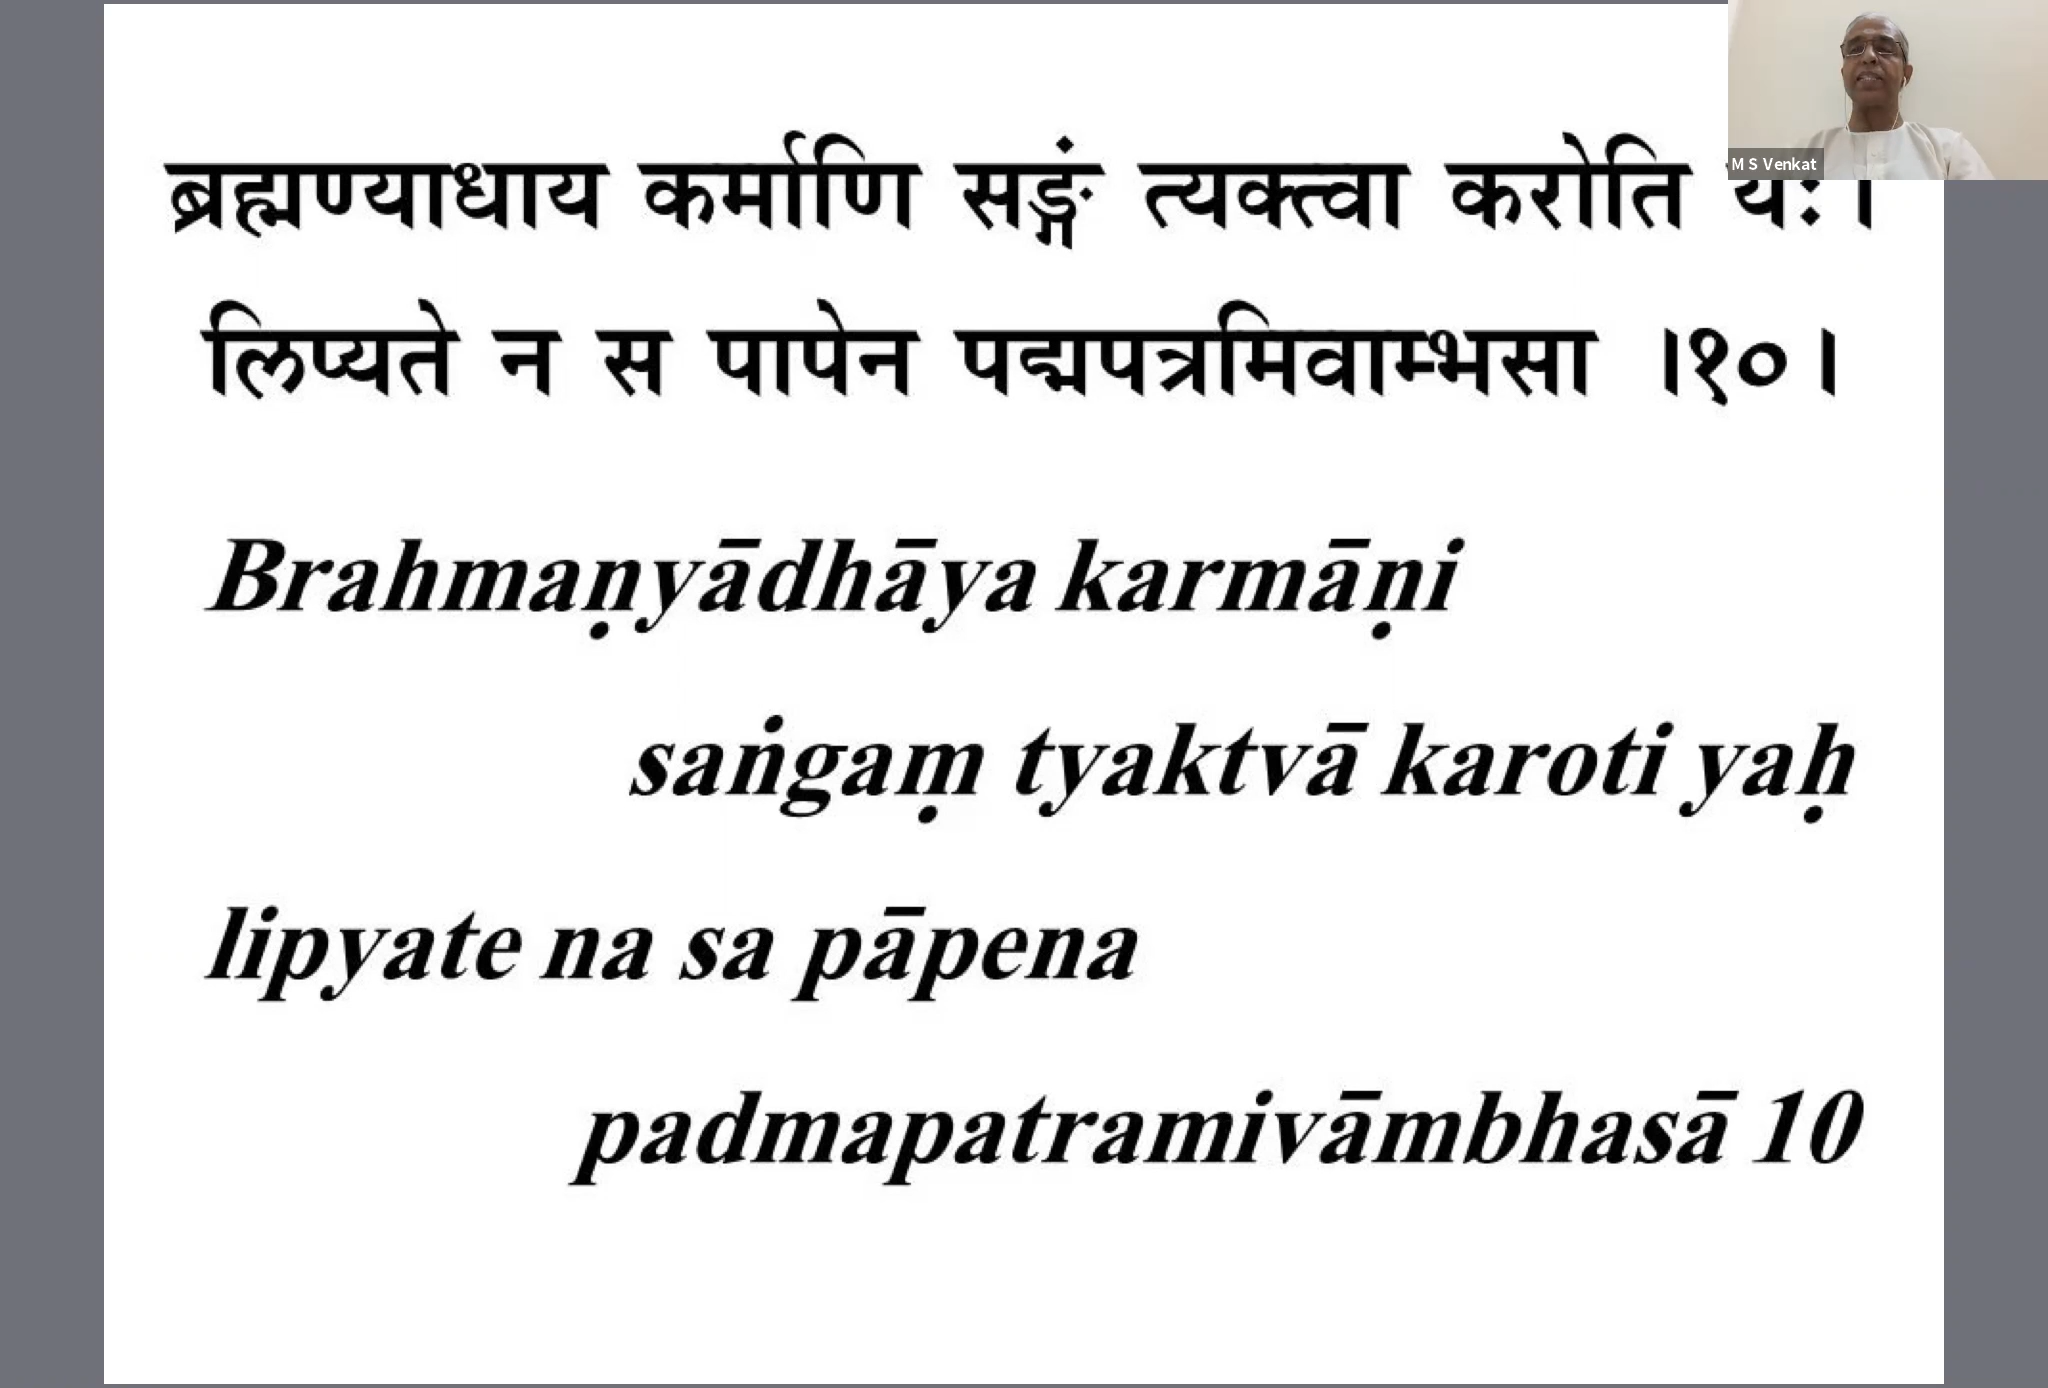 ब्रह्मण्याधाय कर्माणि सङ्गं त्यक्त्वा करोति यः।
लिप्यते न स पापेन पद्मपत्रमिवाम्भसा ।१०।
Brahmaṇyādhāya karmāṇi
saṅgaṃ tyaktvā karoti yaḥ
lipyate na sa pāpena
padmapatramivāmbhasā 10
M S Venkat